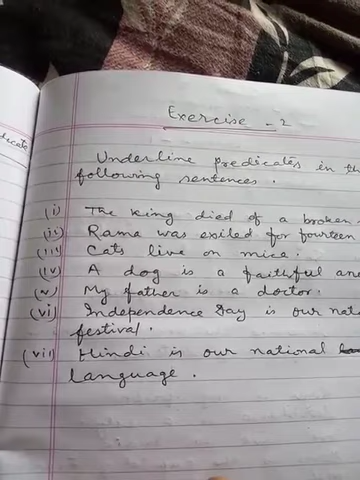 dicate
Exercise - 2
Underline predicates in the
following sentences.
(i) The king died of a broken
(ii) Rama was exiled for fourteen
(iii) Cats live on mice.
(iv) A dog is a faithful an
(v) My father is a doctor.
(vi) Independence Day is our nat
festival.
(vii) Hindi is our national
language.